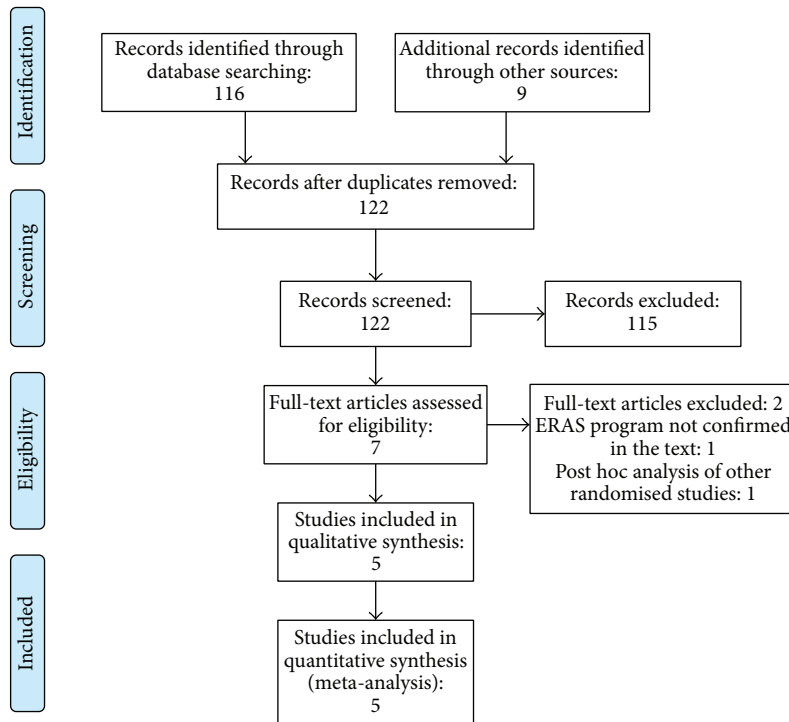 Identification
Records identified through
database searching:
116
Additional records identified
through other sources:
9
Records after duplicates removed:
122
Screening
Records screened:
122
Records excluded:
115
Eligibility
Full-text articles assessed
for eligibility:
7
Full-text articles excluded: 2
ERAS program not confirmed
in the text: 1
Post hoc analysis of other
randomised studies: 1
Studies included in
qualitative synthesis:
5
Included
Studies included in
quantitative synthesis
(meta-analysis):
5